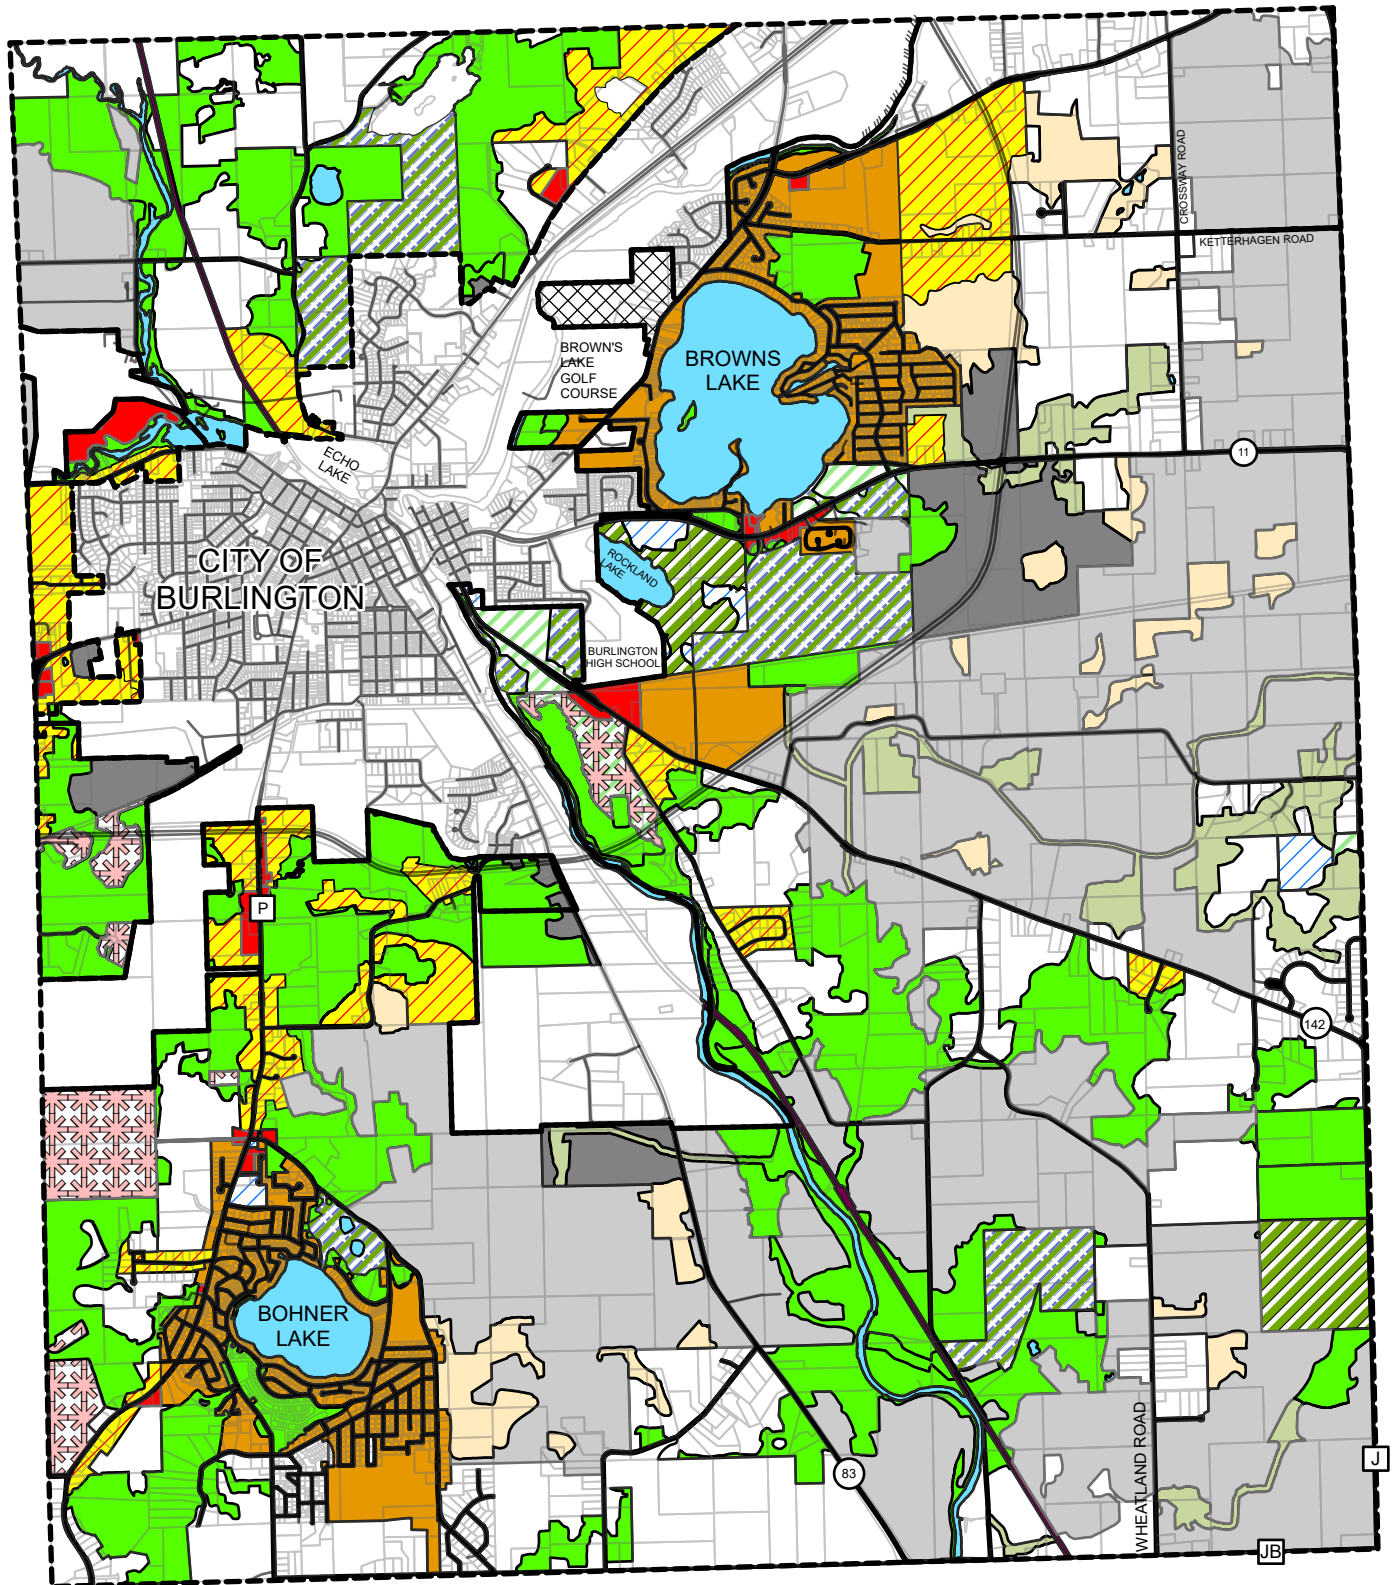 CROSSWAY ROAD
KETTERHAGEN ROAD
BROWN'S
LAKE
GOLF
COURSE
BROWNS
LAKE
ECHO
LAKE
11
CITY OF
BURLINGTON
ROCKLAND
LAKE
BURLINGTON
HIGH SCHOOL
P
142
BOHNER
LAKE
WHEATLAND ROAD
83
J
JB